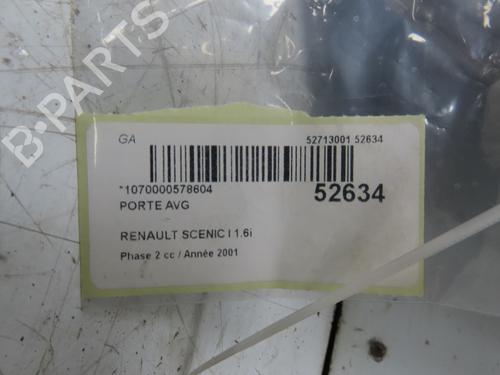 B-PARTS
GA 52713001 52634
*1070000578604 52634
PORTE AVG
RENAULT SCENIC I 1.6i
Phase 2 cc / Année 2001